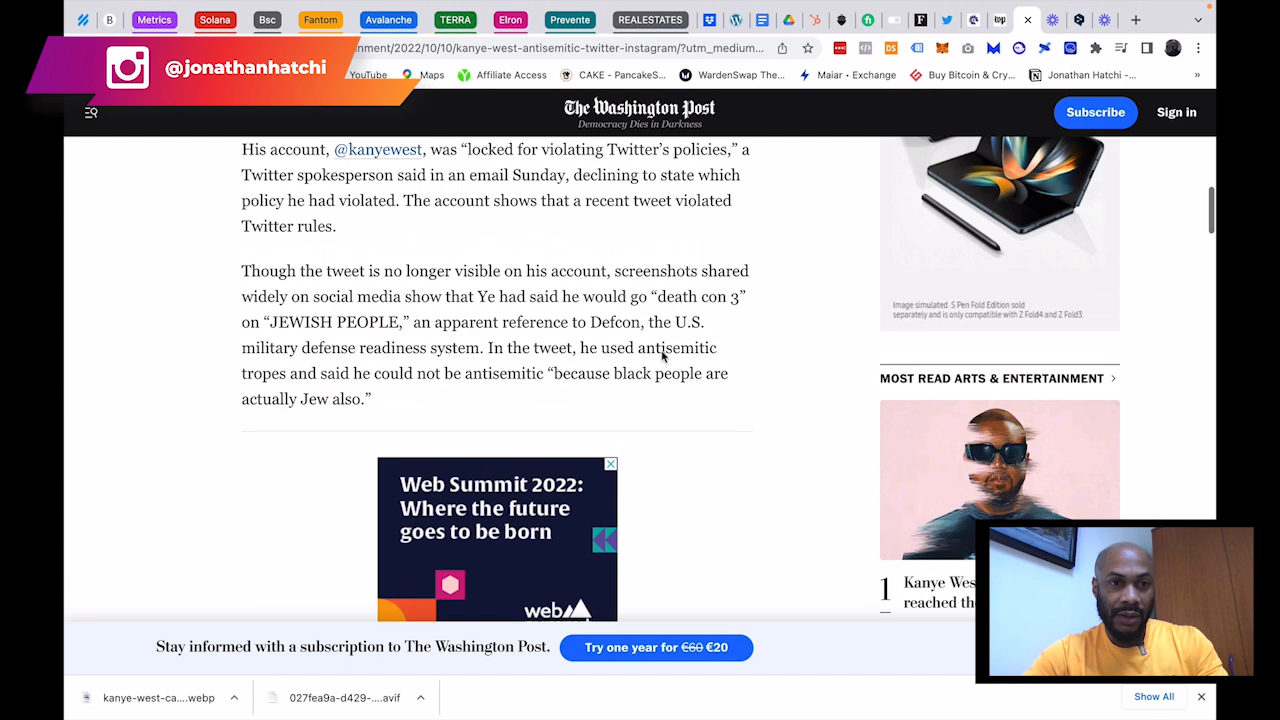 Metrics Solana Bsc Fantom Avalanche TERRA Elron Prevente REALESTATES
nment/2022/10/10/kanye-west-antisemitic-twitter-instagram/?utm_medium...
@jonathanhatchi
YouTube Maps Affiliate Access CAKE - PancakeS... WardenSwap The... Maiar • Exchange Buy Bitcoin & Cry... Jonathan Hatchi -... »
The Washington Post
Democracy Dies in Darkness
Subscribe
Sign in
His account, @kanyewest, was “locked for violating Twitter’s policies,” a
Twitter spokesperson said in an email Sunday, declining to state which
policy he had violated. The account shows that a recent tweet violated
Twitter rules.
Though the tweet is no longer visible on his account, screenshots shared
widely on social media show that Ye had said he would go “death con 3”
on “JEWISH PEOPLE,” an apparent reference to Defcon, the U.S.
military defense readiness system. In the tweet, he used antisemitic
tropes and said he could not be antisemitic “because black people are
actually Jew also.”
Image simulated. S Pen Fold Edition sold
separately and is only compatible with Z Fold4 and Z Fold3.
MOST READ ARTS & ENTERTAINMENT >
Web Summit 2022:
Where the future
goes to be born
web
1 Kanye Wes
reached the
Stay informed with a subscription to The Washington Post.
Try one year for €60 €20
kanye-west-ca....webp
027fea9a-d429-....avif
Show All